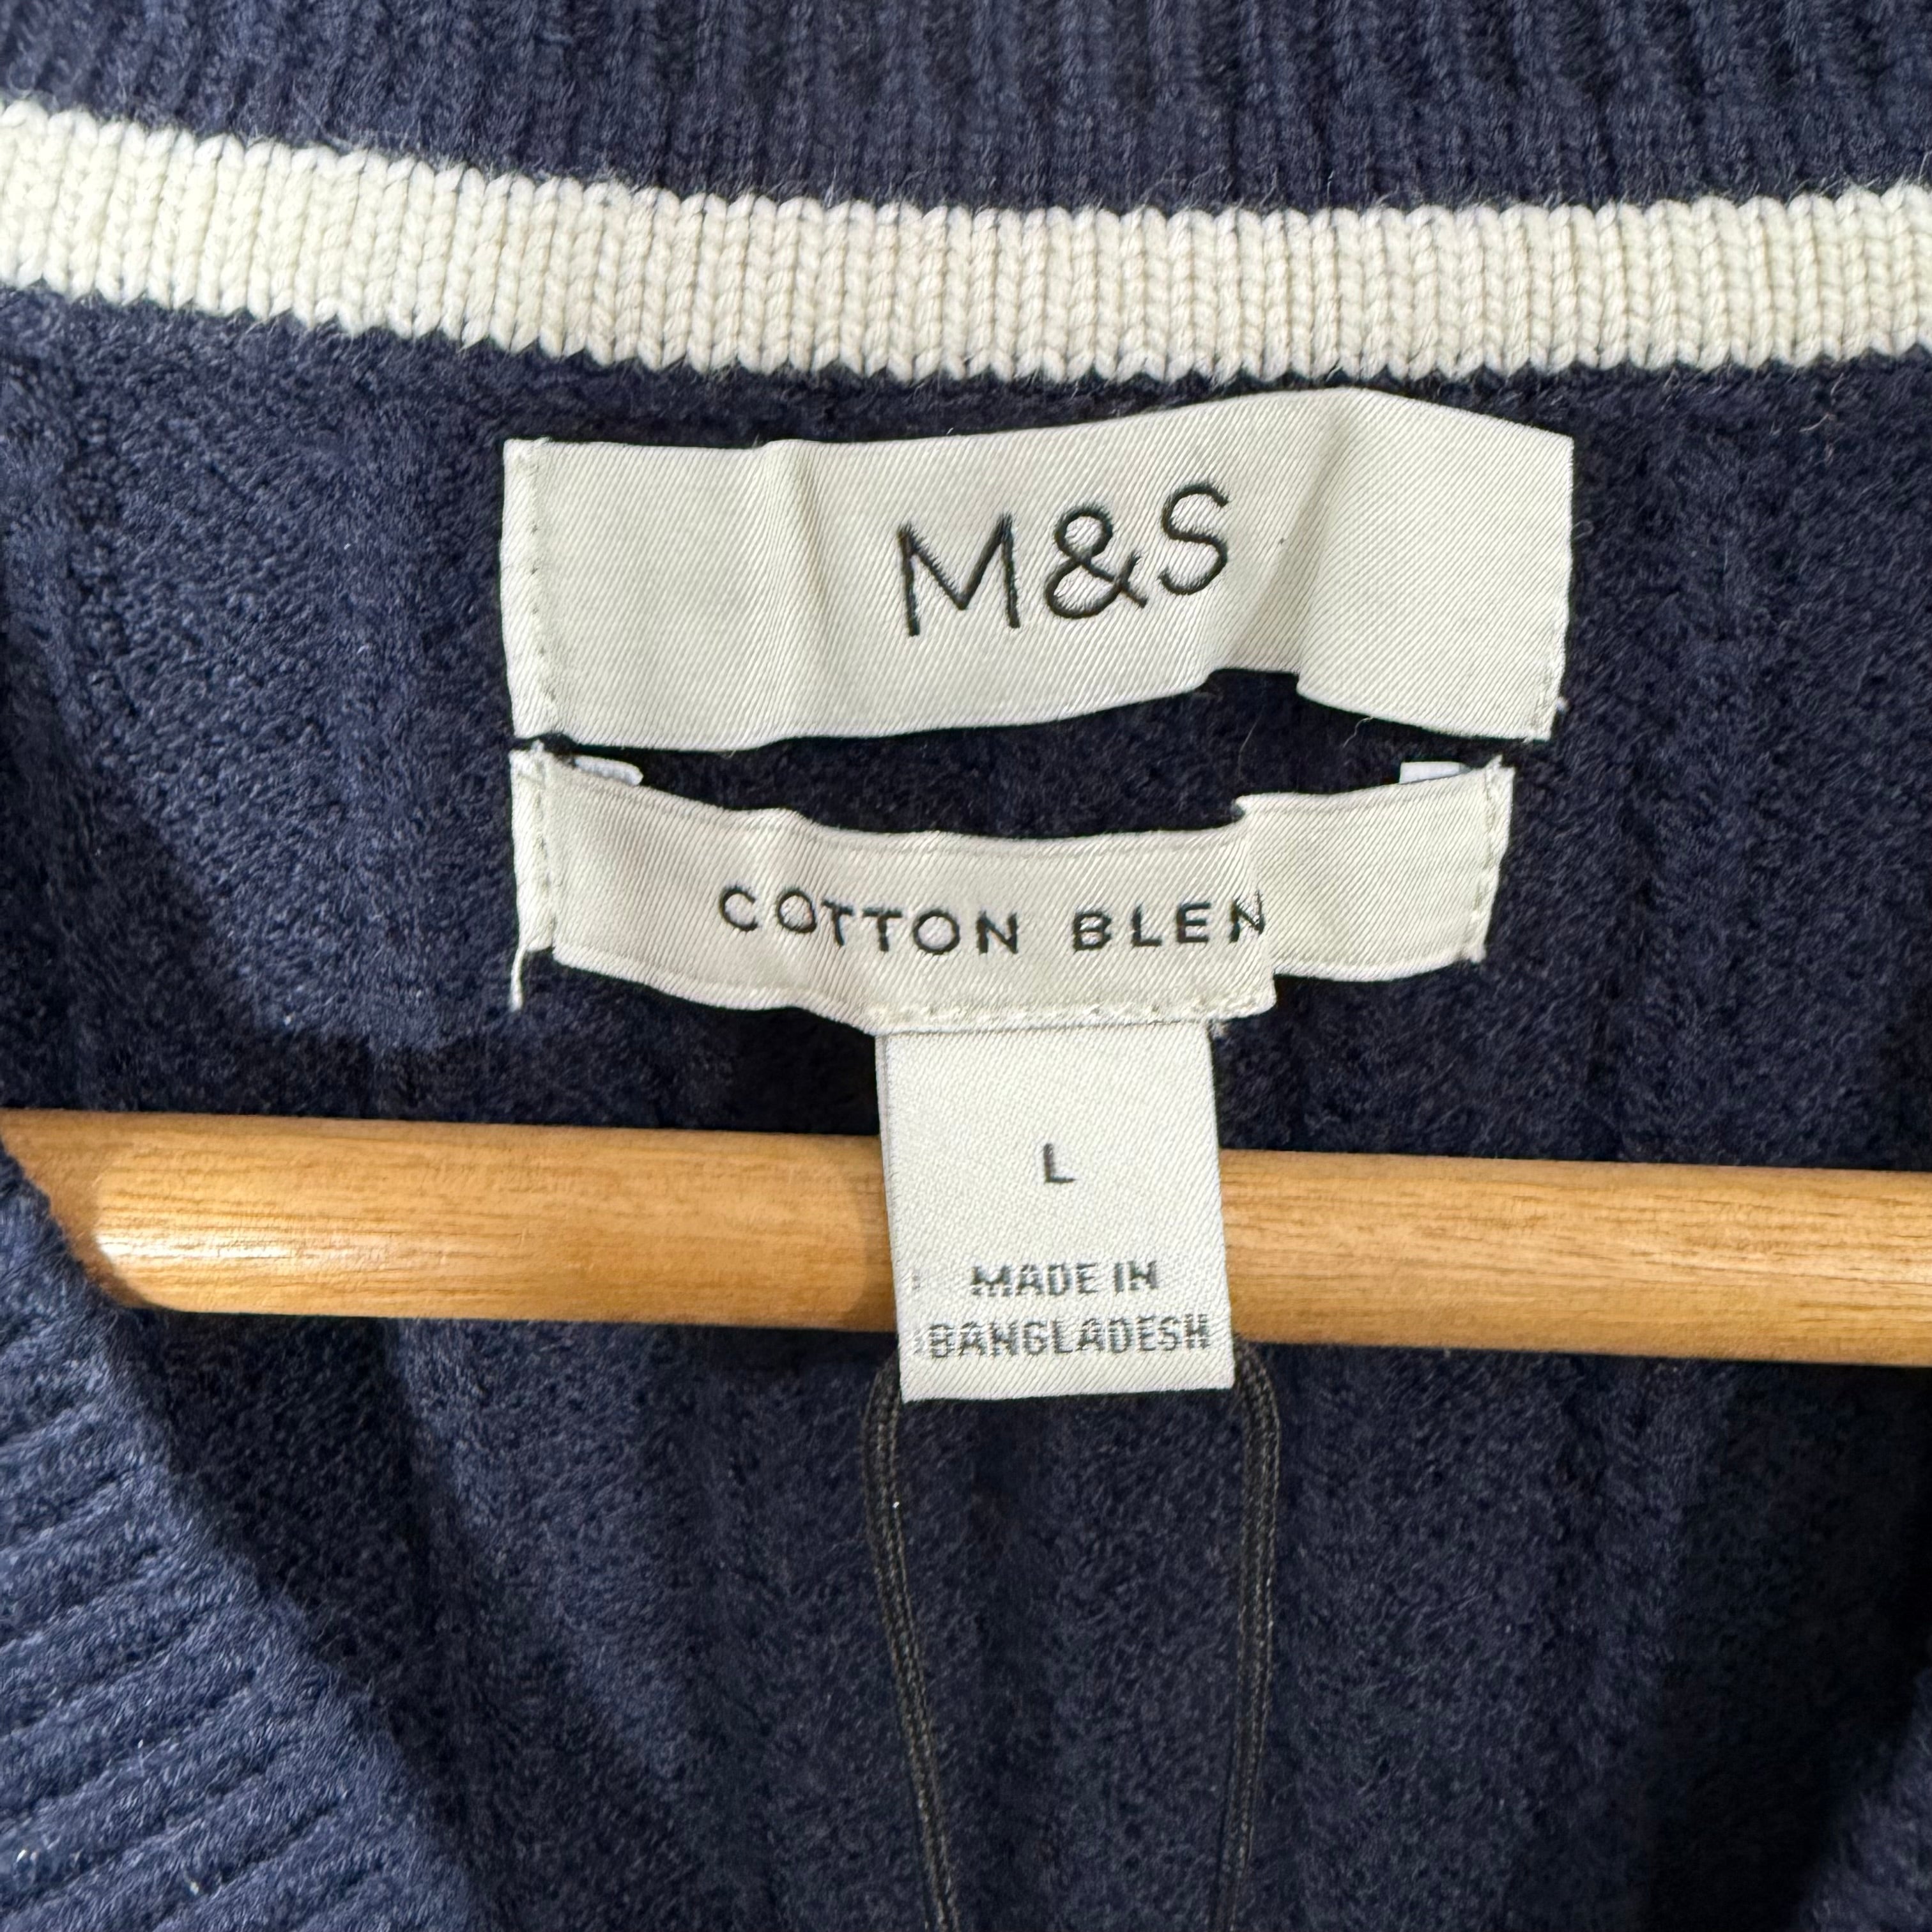 M&S
COTTON BLEN
L
MADE IN
BANGLADESH